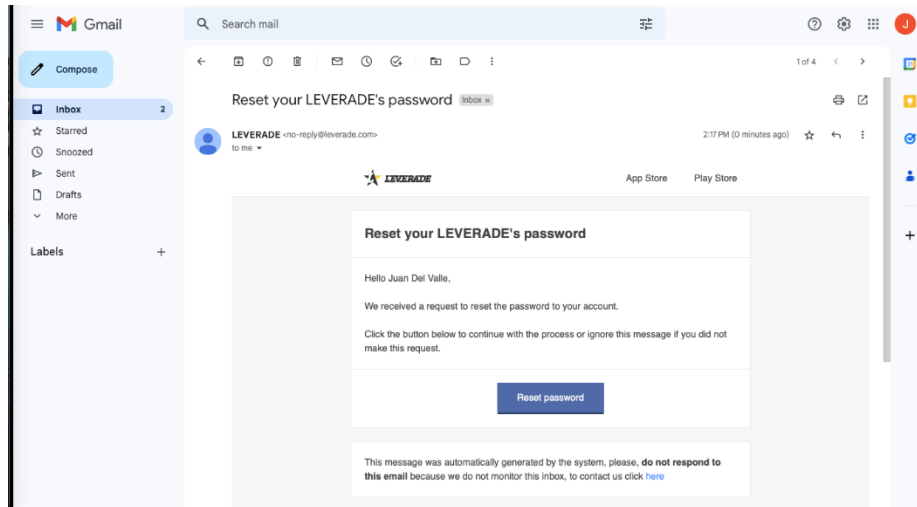 Gmail
Search mail
J
Compose
1 of 4
Inbox 2
Starred
Snoozed
Sent
Drafts
More
Labels
Reset your LEVERADE's password Inbox x
LEVERADE <no-reply@leverade.com>
2:17 PM (0 minutes ago)
to me
LEVERADE App Store Play Store
Reset your LEVERADE's password
Hello Juan Del Valle,
We received a request to reset the password to your account.
Click the button below to continue with the process or ignore this message if you did not
make this request.
Reset password
This message was automatically generated by the system, please, do not respond to
this email because we do not monitor this inbox, to contact us click here